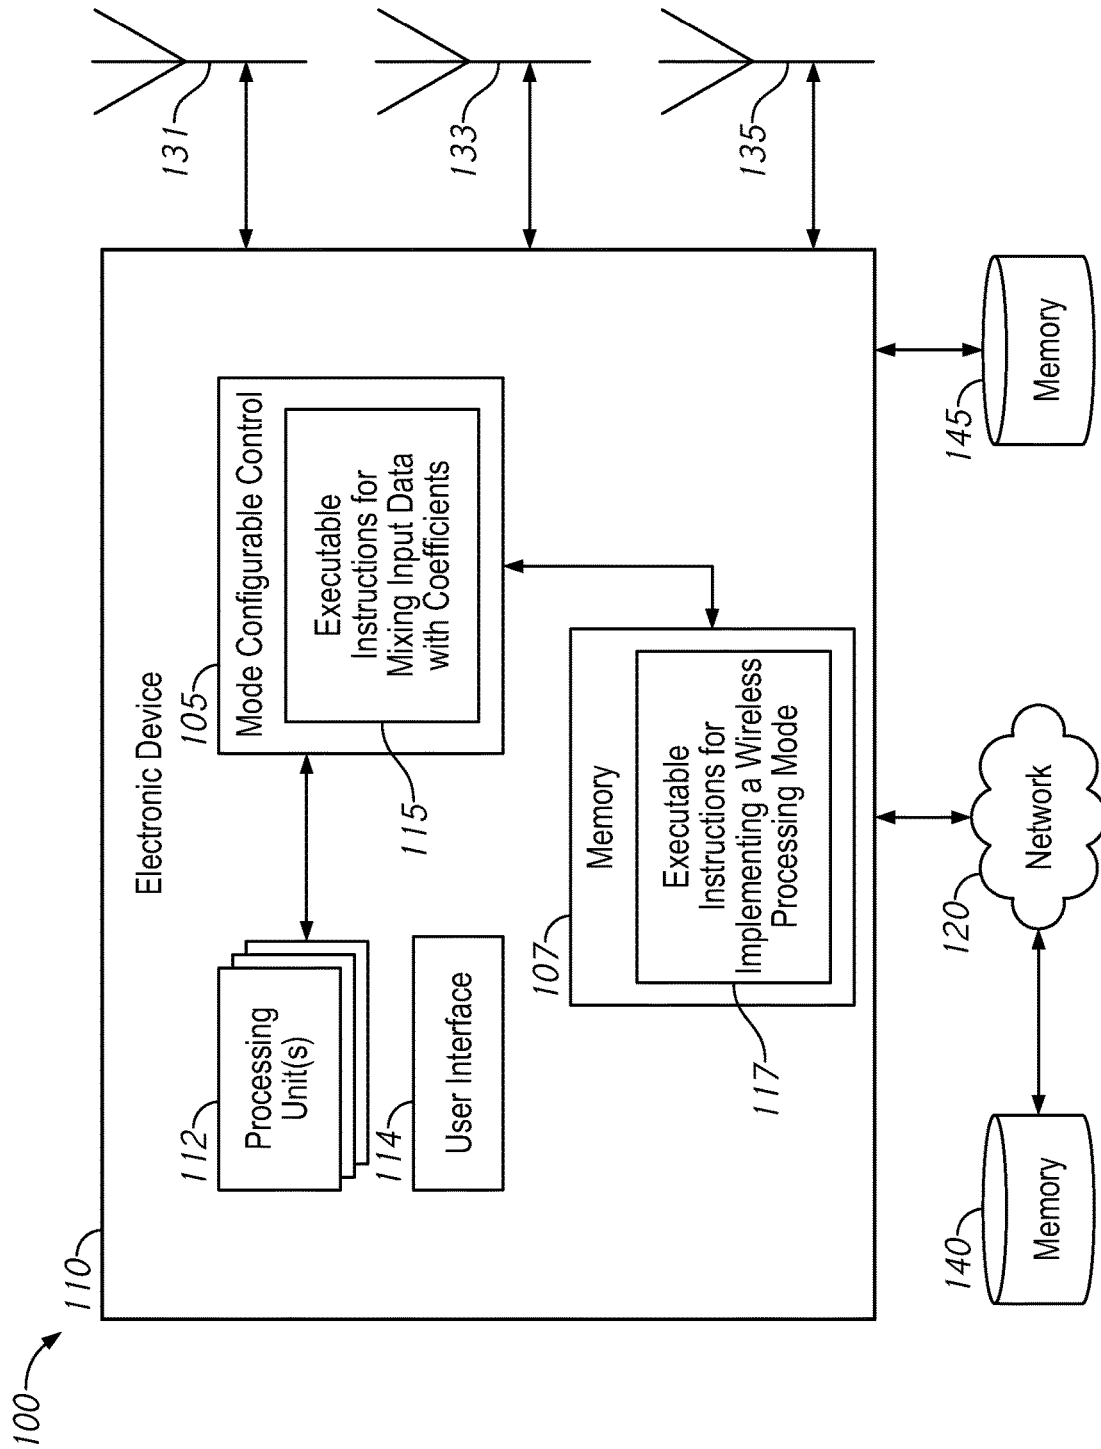 100
110
Electronic Device
112
Processing
Unit(s)
114
User Interface
105
Mode Configurable Control
Executable
Instructions for
Mixing Input Data
with Coefficients
115
107
Memory
Executable
Instructions for
Implementing a Wireless
Processing Mode
117
131
133
135
140
Memory
120
Network
145
Memory